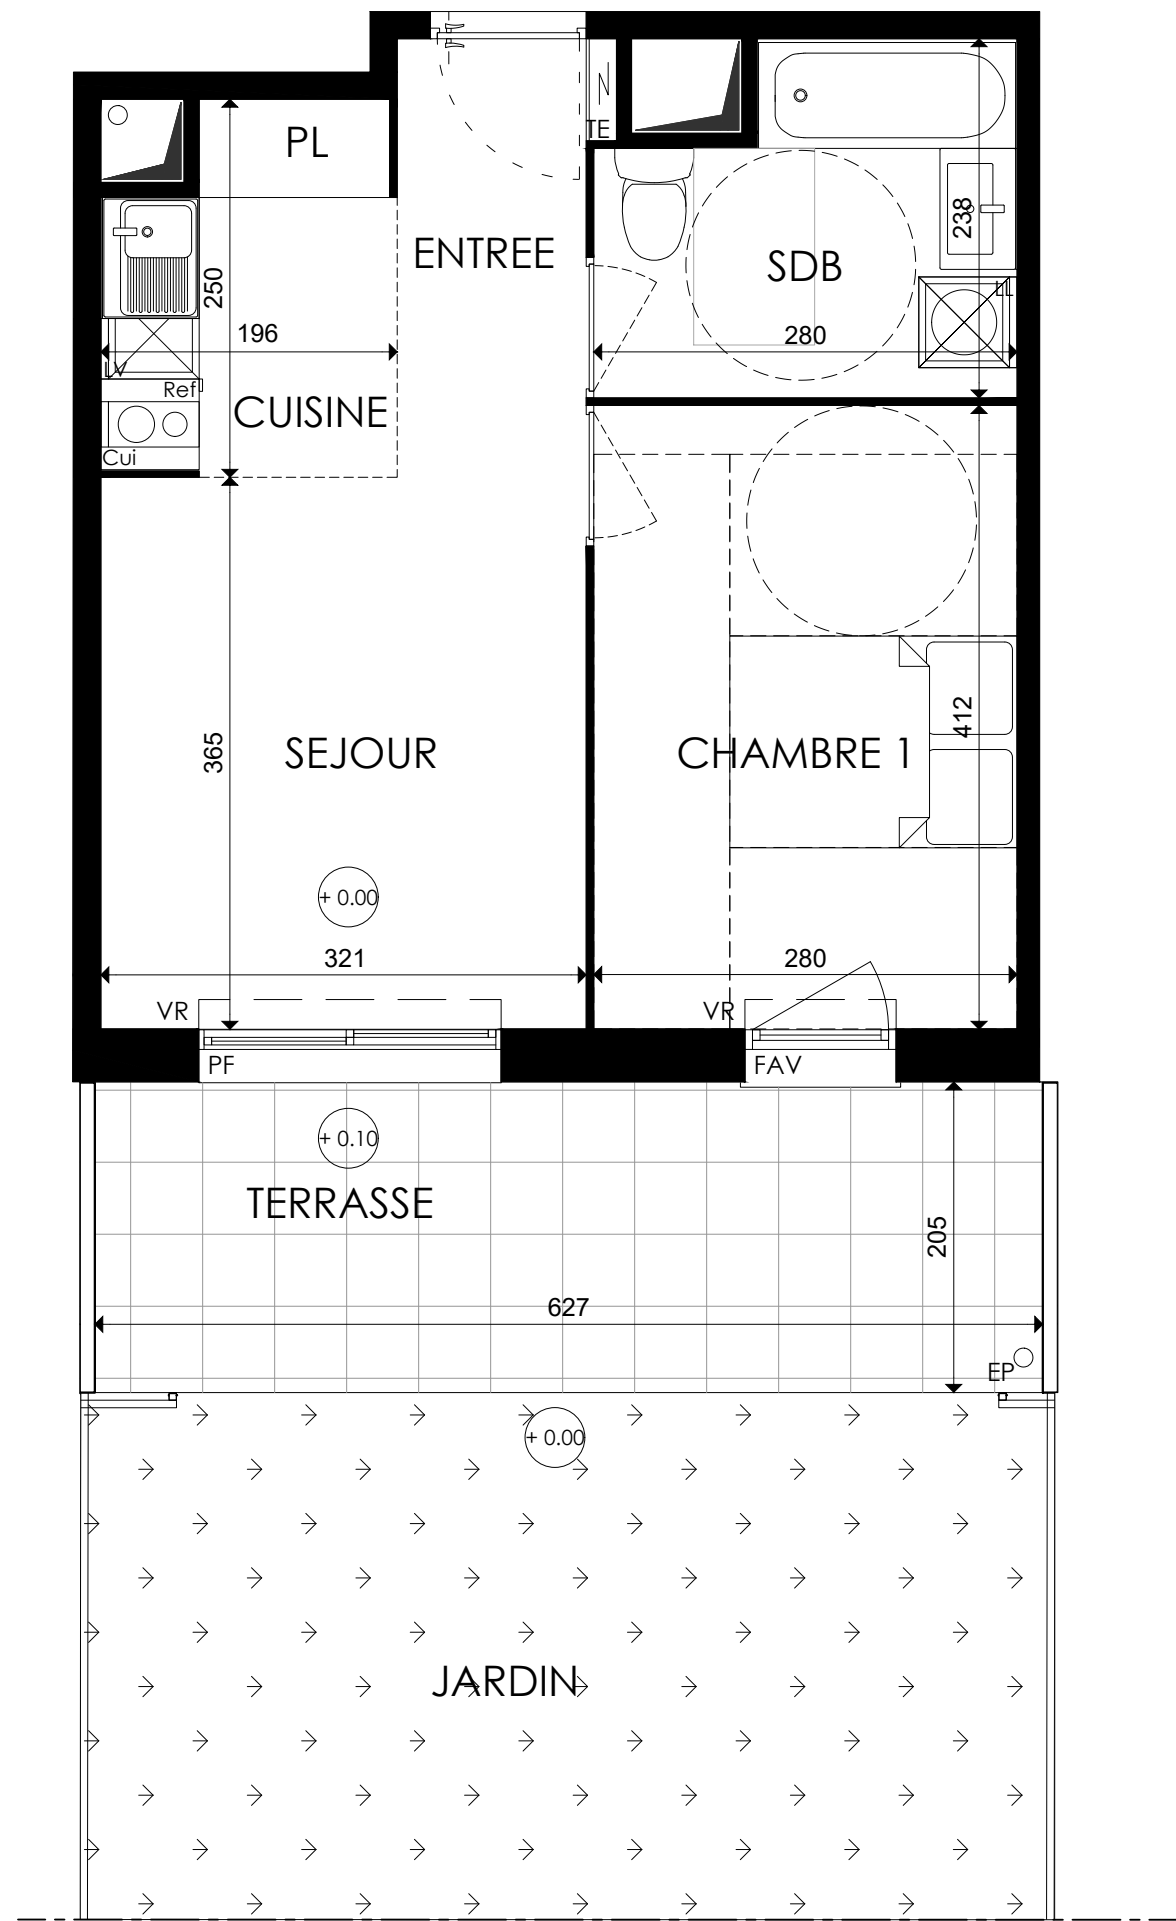 PL
TE
ENTREE
SDB
238
LL
250
196
280
LV
Ref
CUISINE
Cui
365
SEJOUR
CHAMBRE 1
412
+ 0.00
321
280
VR
VR
PF
FAV
+ 0.10
TERRASSE
205
627
EP
+ 0.00
JARDIN